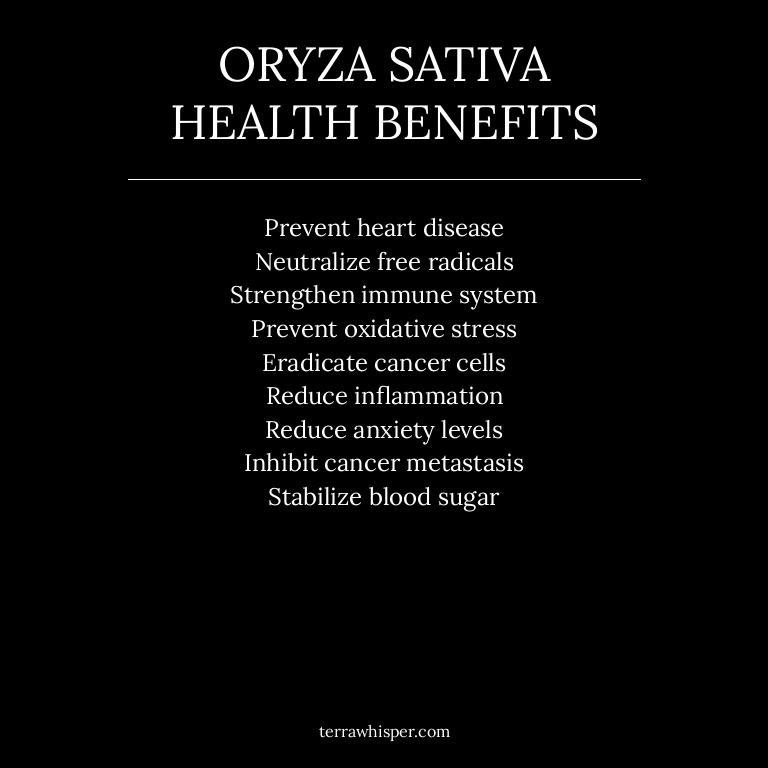 ORYZA SATIVA
HEALTH BENEFITS
Prevent heart disease
Neutralize free radicals
Strengthen immune system
Prevent oxidative stress
Eradicate cancer cells
Reduce inflammation
Reduce anxiety levels
Inhibit cancer metastasis
Stabilize blood sugar
terrawhisper.com